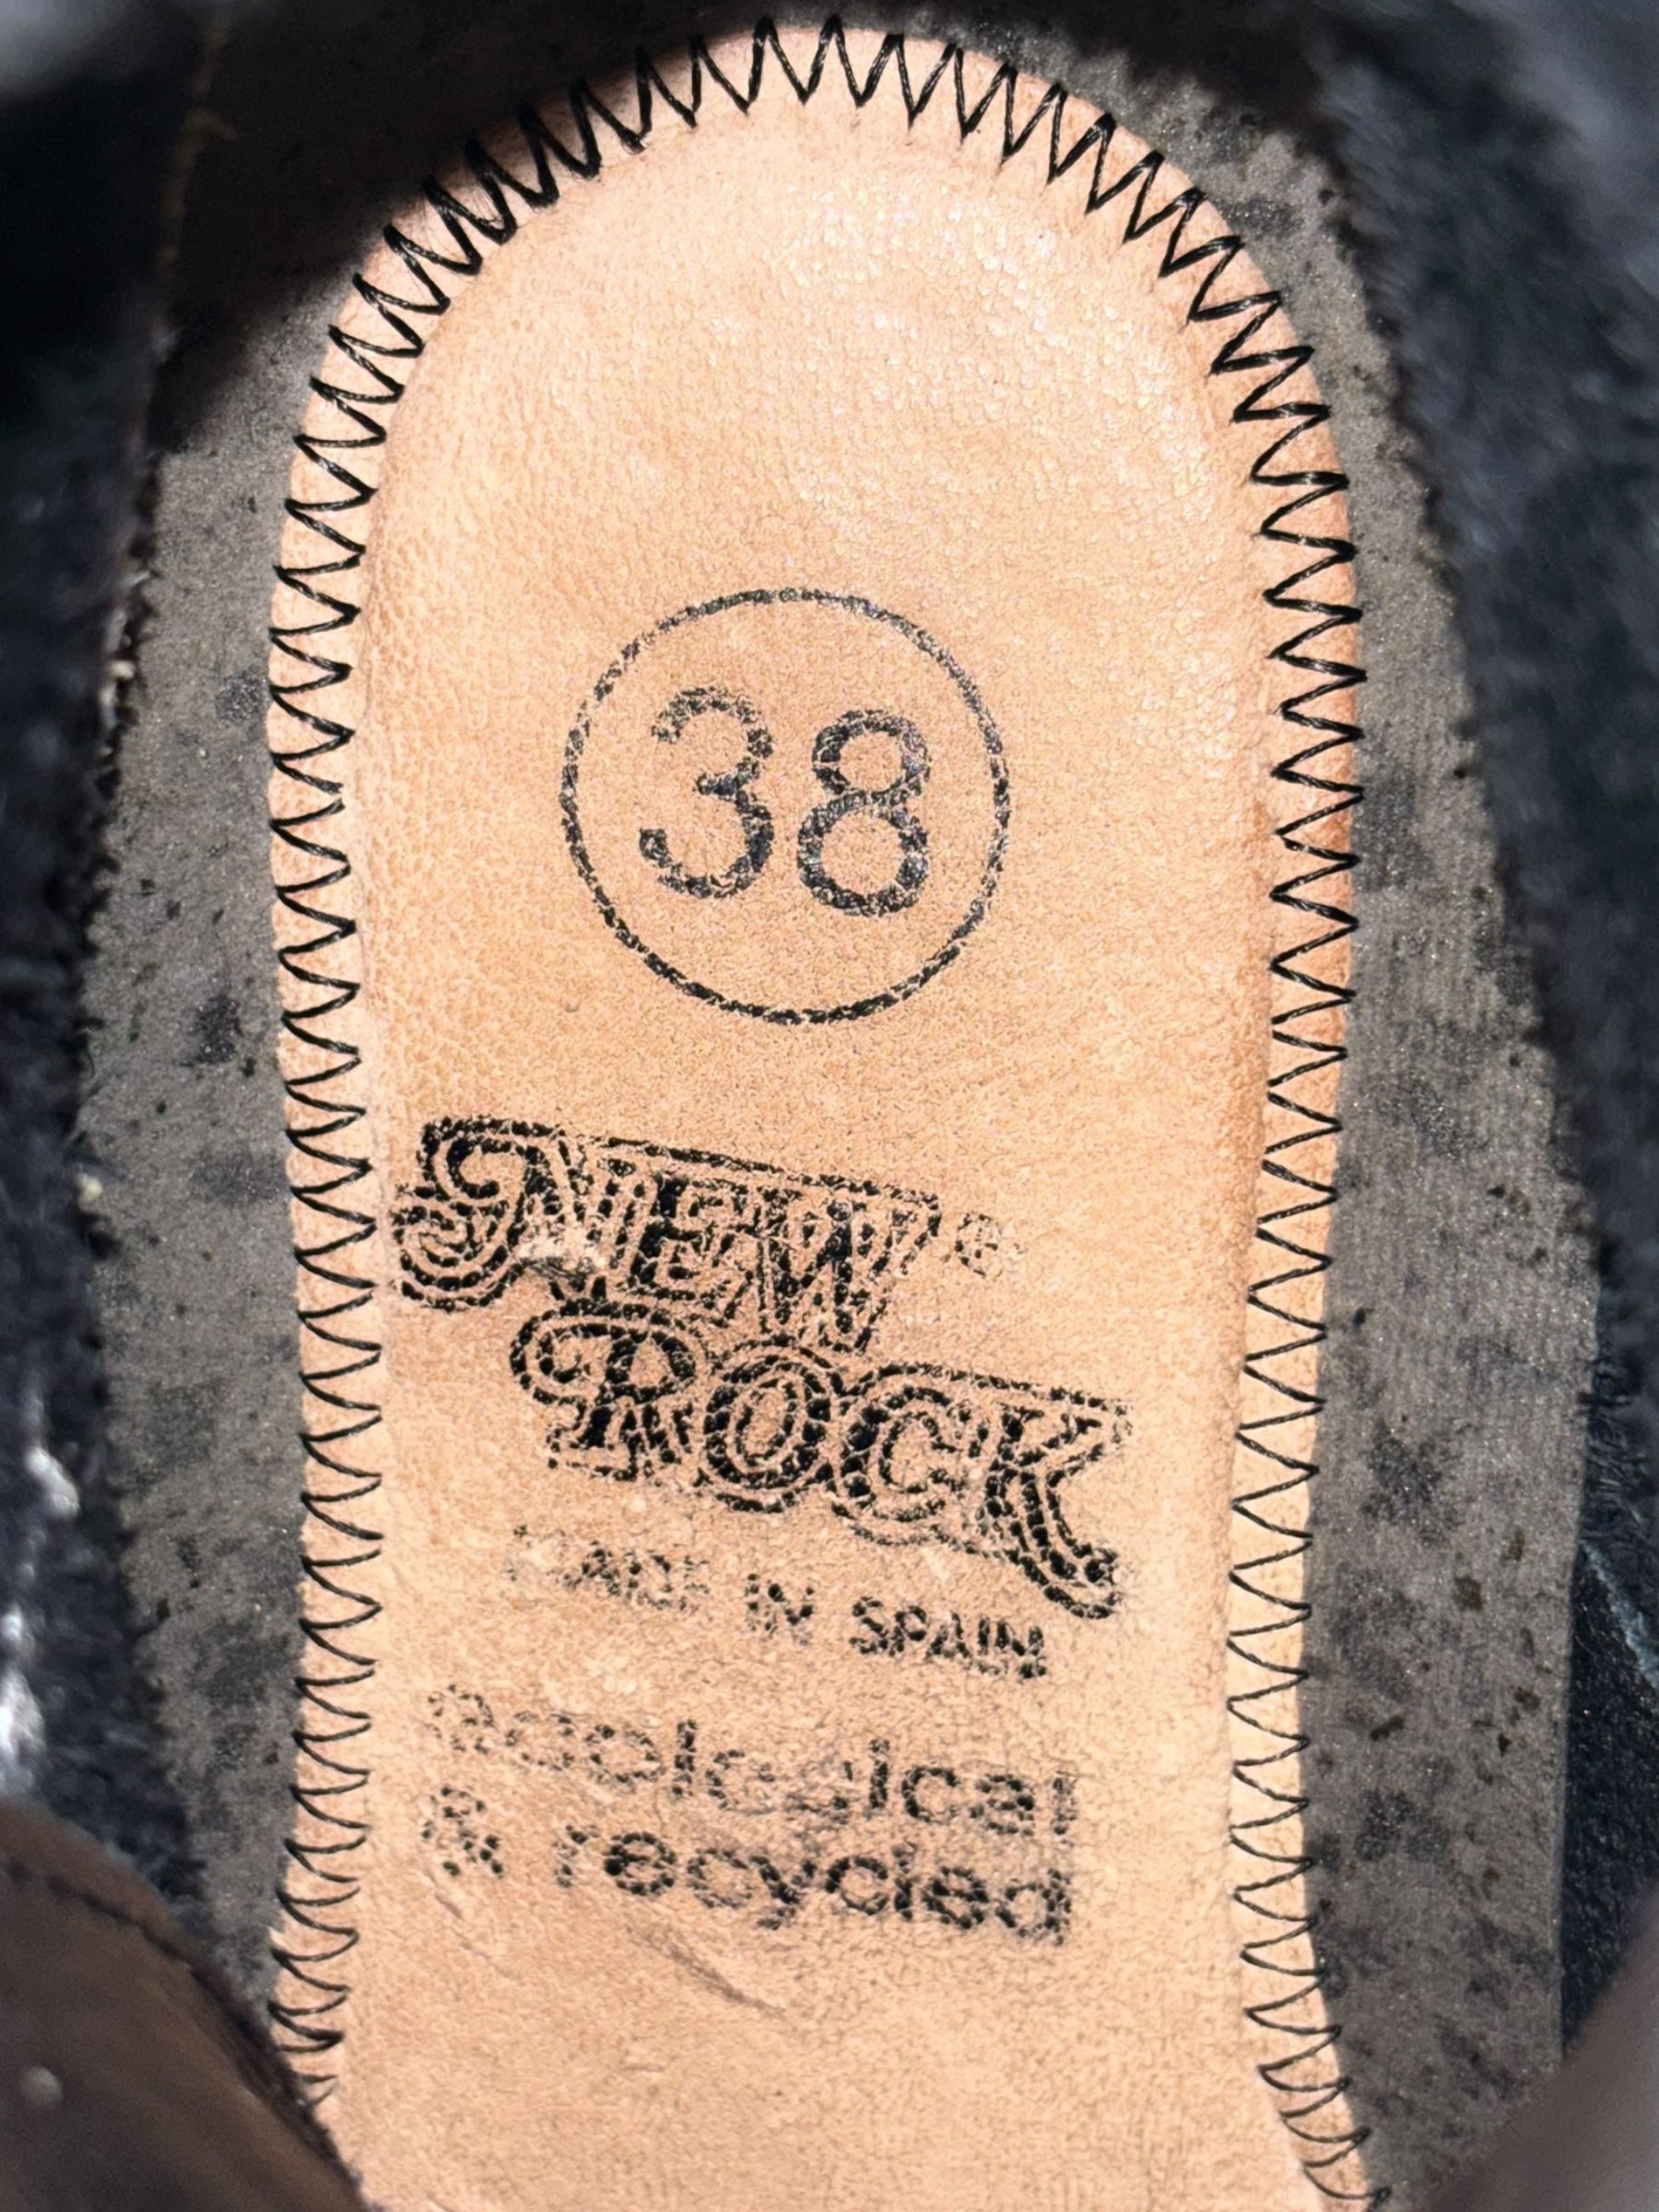 38
NEW®
ROCK
MADE IN SPAIN
ecological
& recycled